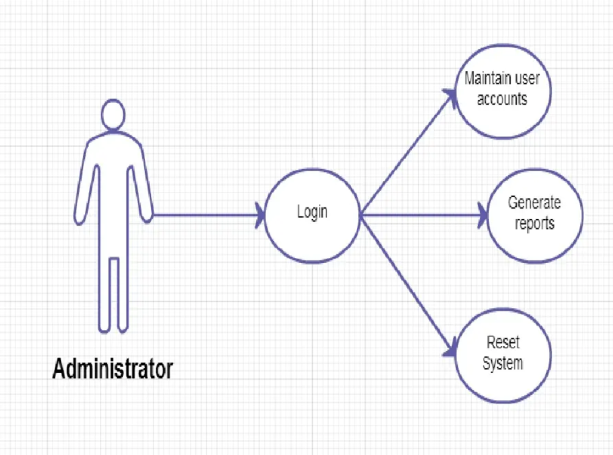 Maintain user
accounts
Login
Generate
reports
Reset
System
Administrator